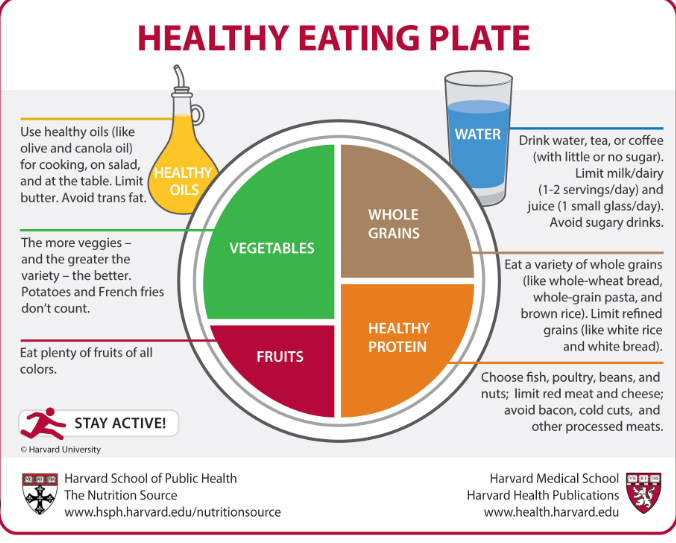 HEALTHY EATING PLATE
HEALTHY
OILS
Use healthy oils (like
olive and canola oil)
for cooking, on salad,
and at the table. Limit
butter. Avoid trans fat.
The more veggies –
and the greater the
variety – the better.
Potatoes and French fries
don't count.
Eat plenty of fruits of all
colors.
VEGETABLES
FRUITS
WHOLE
GRAINS
HEALTHY
PROTEIN
WATER
Drink water, tea, or coffee
(with little or no sugar).
Limit milk/dairy
(1-2 servings/day) and
juice (1 small glass/day).
Avoid sugary drinks.
Eat a variety of whole grains
(like whole-wheat bread,
whole-grain pasta, and
brown rice). Limit refined
grains (like white rice
and white bread).
Choose fish, poultry, beans, and
nuts; limit red meat and cheese;
avoid bacon, cold cuts, and
other processed meats.
STAY ACTIVE!
© Harvard University
Harvard School of Public Health
The Nutrition Source
www.hsph.harvard.edu/nutritionsource
Harvard Medical School
Harvard Health Publications
www.health.harvard.edu